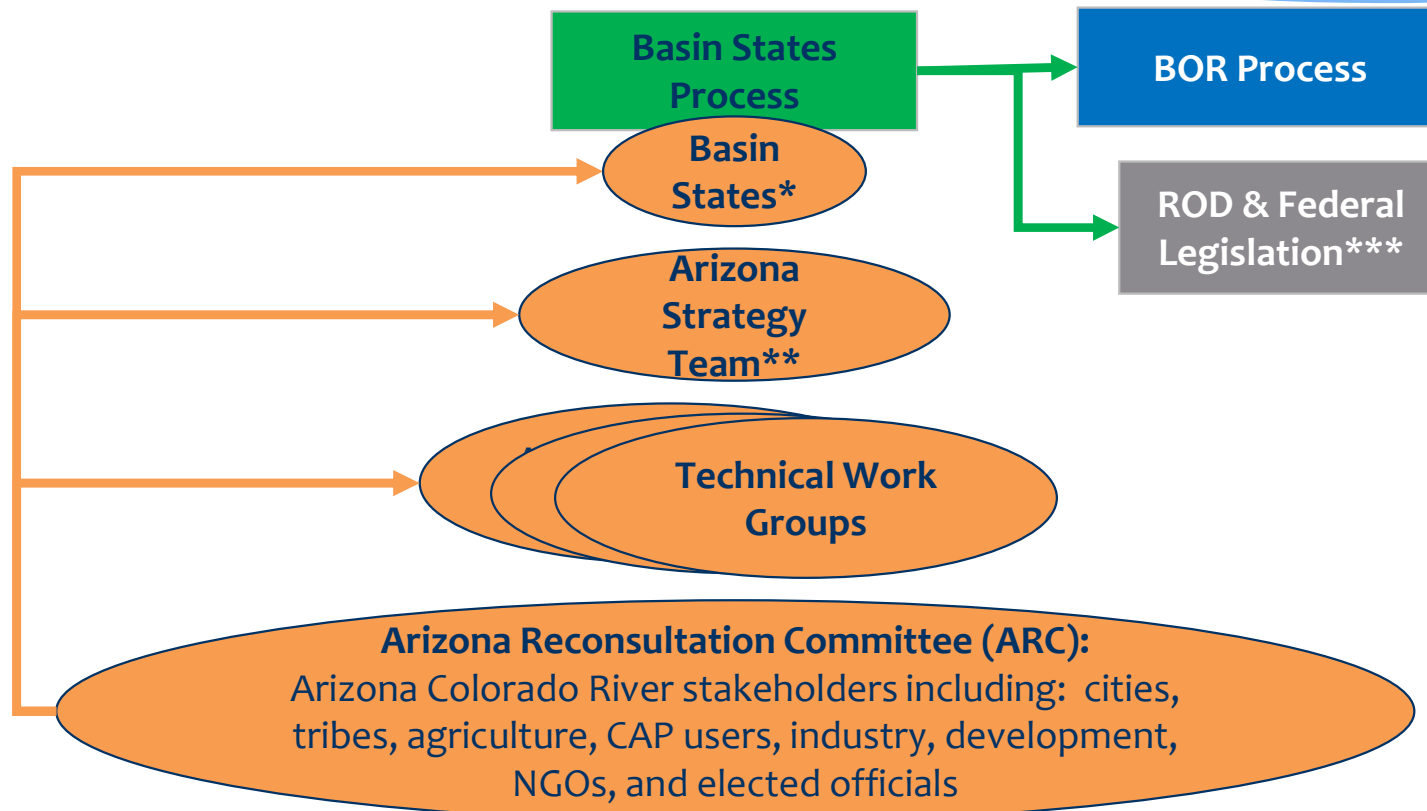 Basin States
Process
BOR Process
Basin
States*
ROD & Federal
Legislation***
Arizona
Strategy
Team**
Technical Work
Groups
Arizona Reconsultation Committee (ARC):
Arizona Colorado River stakeholders including: cities,
tribes, agriculture, CAP users, industry, development,
NGOs, and elected officials